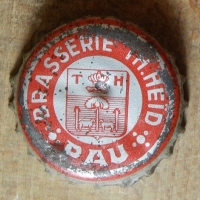 BRASSERIE TH. HEID
T H
PAU